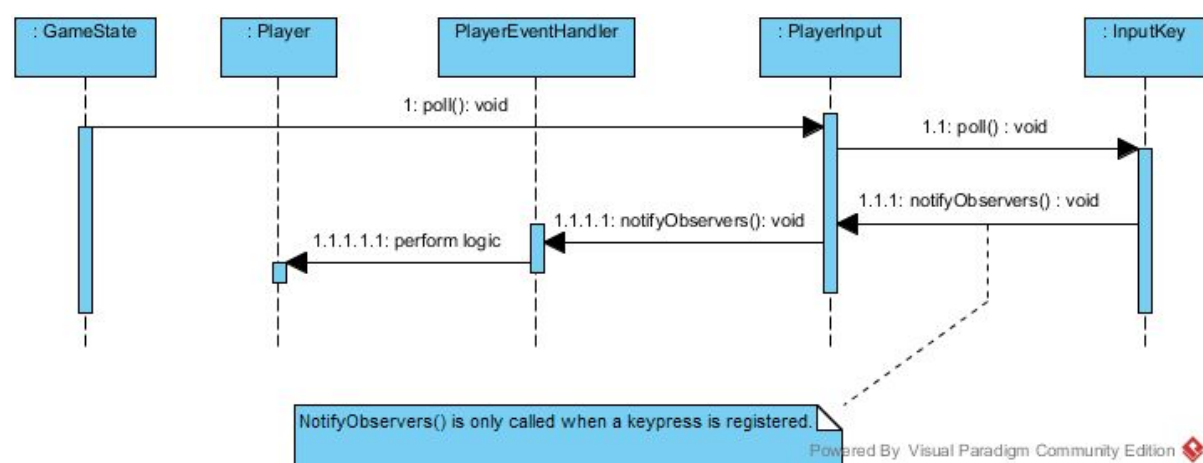 : GameState
: Player
PlayerEventHandler
: PlayerInput
: InputKey
1: poll(): void
1.1: poll() : void
1.1.1: notifyObservers() : void
1.1.1.1: notifyObservers(): void
1.1.1.1.1: perform logic
NotifyObservers() is only called when a keypress is registered.
Powered By Visual Paradigm Community Edition